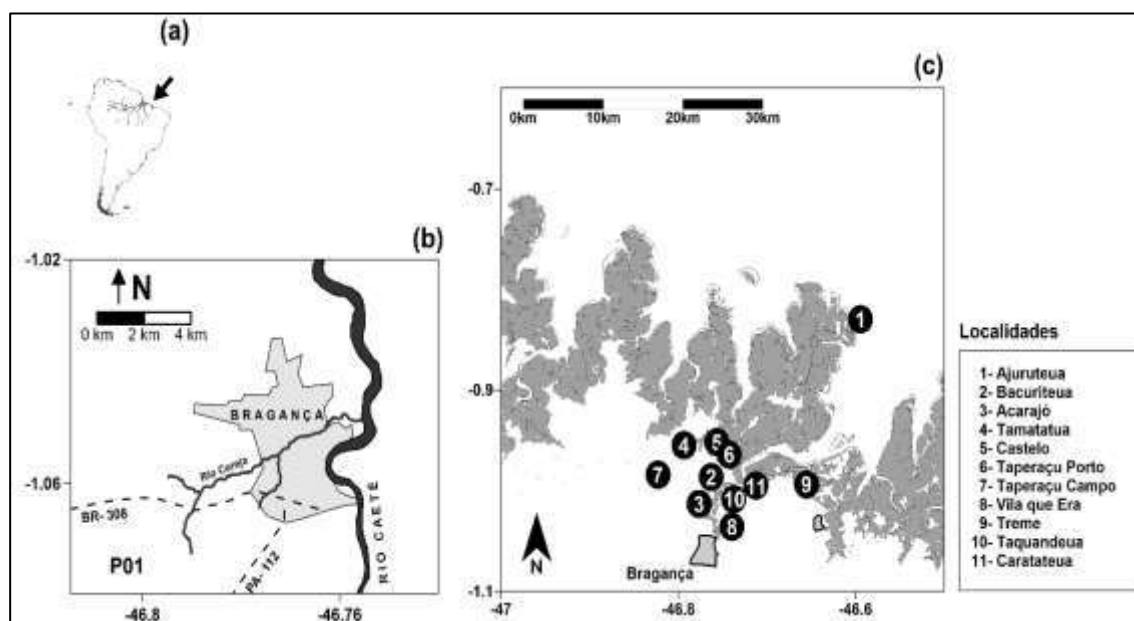 (a)
(b)
-1.02
N
0 km 2 km 4 km
BRAGANÇA
Rio Cereja
-1.06
BR-308
P01
PA-112
RIO CAETÉ
-46.8 -46.76
(c)
0km 10km 20km 30km
-0.7
-0.9
-1.1
1
5
4
6
7
2
11
9
3
10
8
N
Bragança
-47 -46.8 -46.6
Localidades
1- Ajuruteua
2- Bacuriteua
3- Acarajó
4- Tamatatua
5- Castelo
6- Taperaçu Porto
7- Taperaçu Campo
8- Vila que Era
9- Treme
10- Taquandeua
11- Caratateua